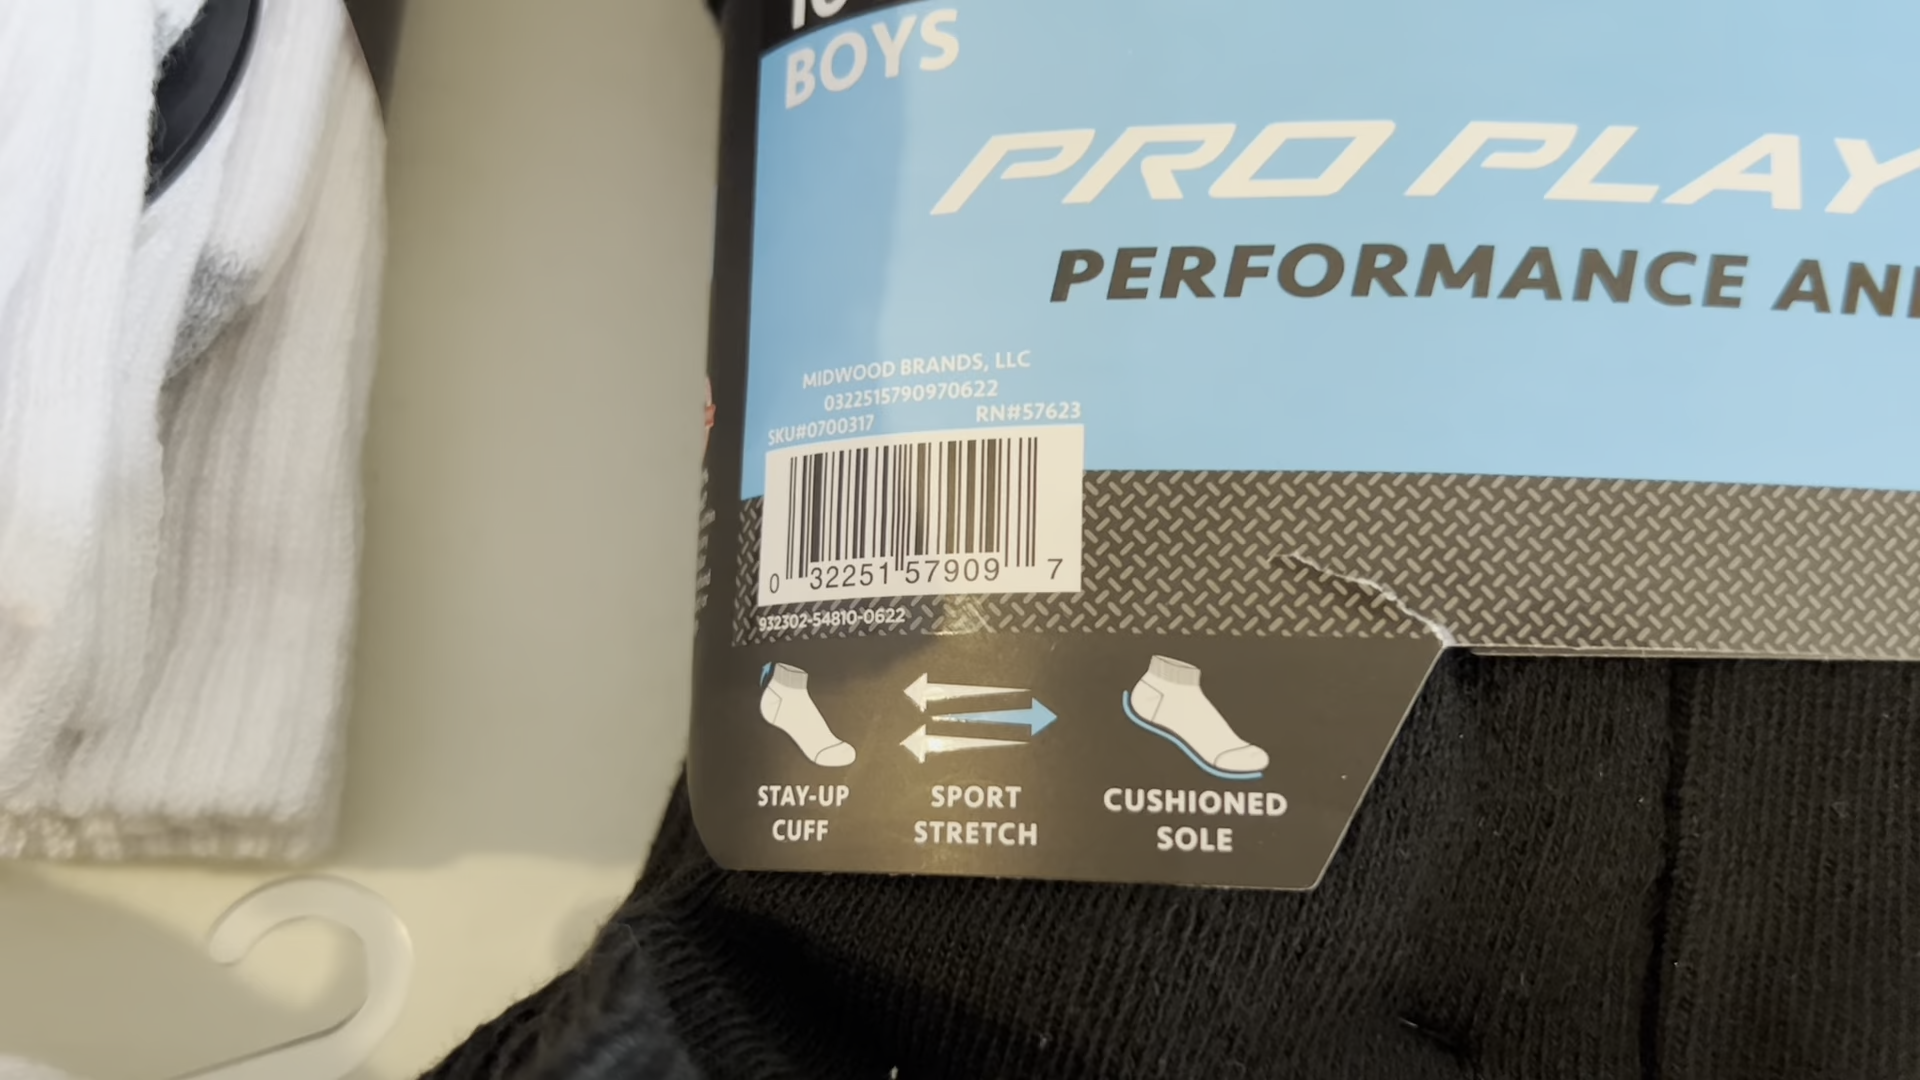 BOYS
PRO PLAY
PERFORMANCE AN
MIDWOOD BRANDS, LLC
0322515790970622
SKU#0700317 RN#57623
0 32251 57909 7
932302-54810-0622
STAY-UP
CUFF
SPORT
STRETCH
CUSHIONED
SOLE